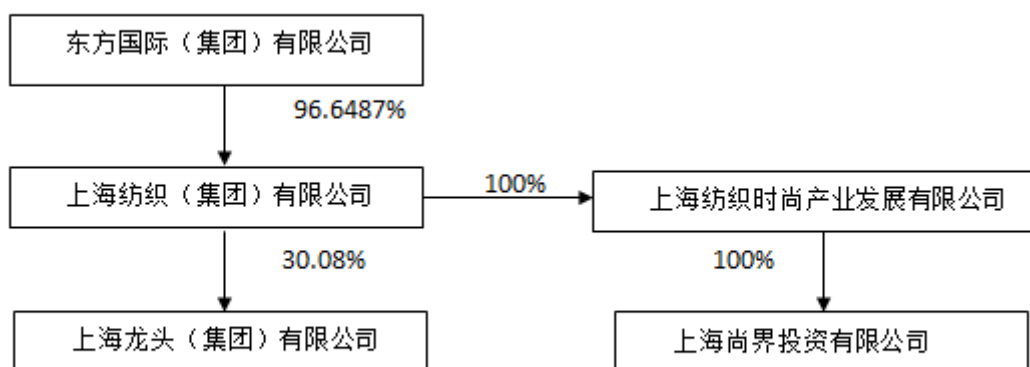 东方国际（集团）有限公司
96.6487%
上海纺织（集团）有限公司
100%
上海纺织时尚产业发展有限公司
30.08%
100%
上海龙头（集团）有限公司
上海尚界投资有限公司